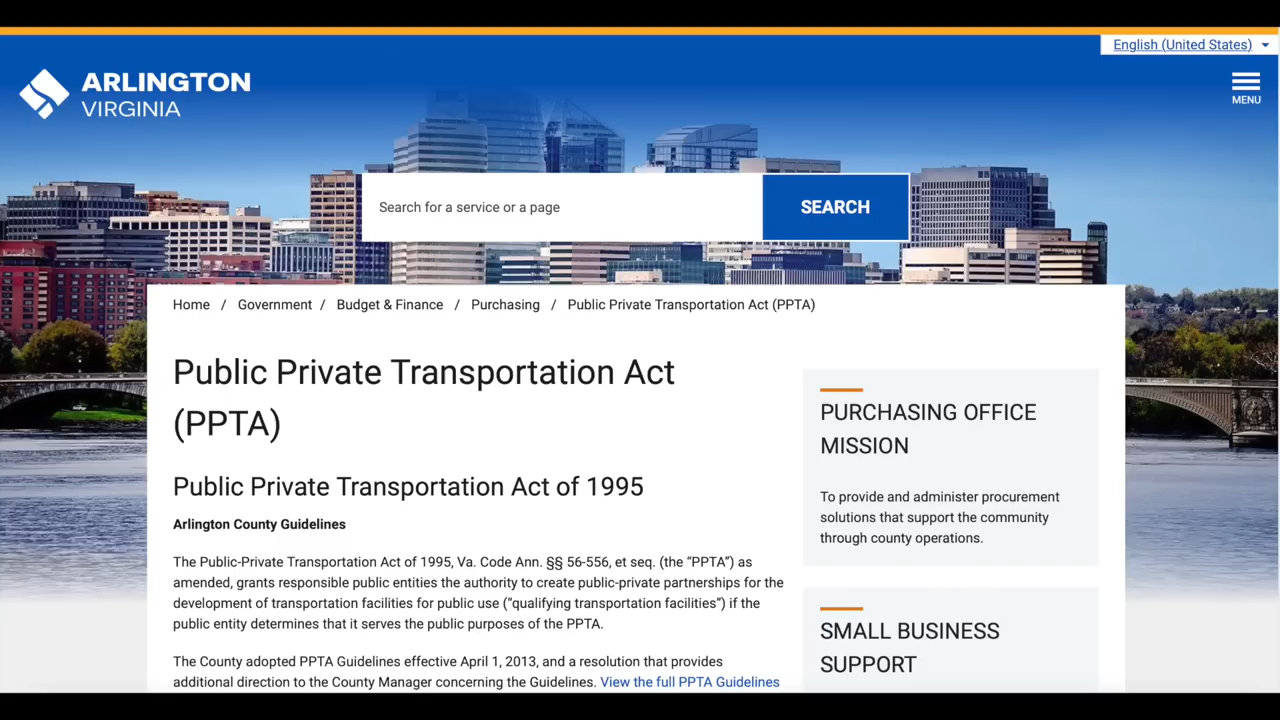 English (United States)
ARLINGTON
VIRGINIA
MENU
Search for a service or a page
SEARCH
Home / Government / Budget & Finance / Purchasing / Public Private Transportation Act (PPTA)
Public Private Transportation Act
(PPTA)
Public Private Transportation Act of 1995
Arlington County Guidelines
The Public-Private Transportation Act of 1995, Va. Code Ann. §§ 56-556, et seq. (the “PPTA”) as
amended, grants responsible public entities the authority to create public-private partnerships for the
development of transportation facilities for public use (“qualifying transportation facilities”) if the
public entity determines that it serves the public purposes of the PPTA.
The County adopted PPTA Guidelines effective April 1, 2013, and a resolution that provides
additional direction to the County Manager concerning the Guidelines. View the full PPTA Guidelines
PURCHASING OFFICE
MISSION
To provide and administer procurement
solutions that support the community
through county operations.
SMALL BUSINESS
SUPPORT